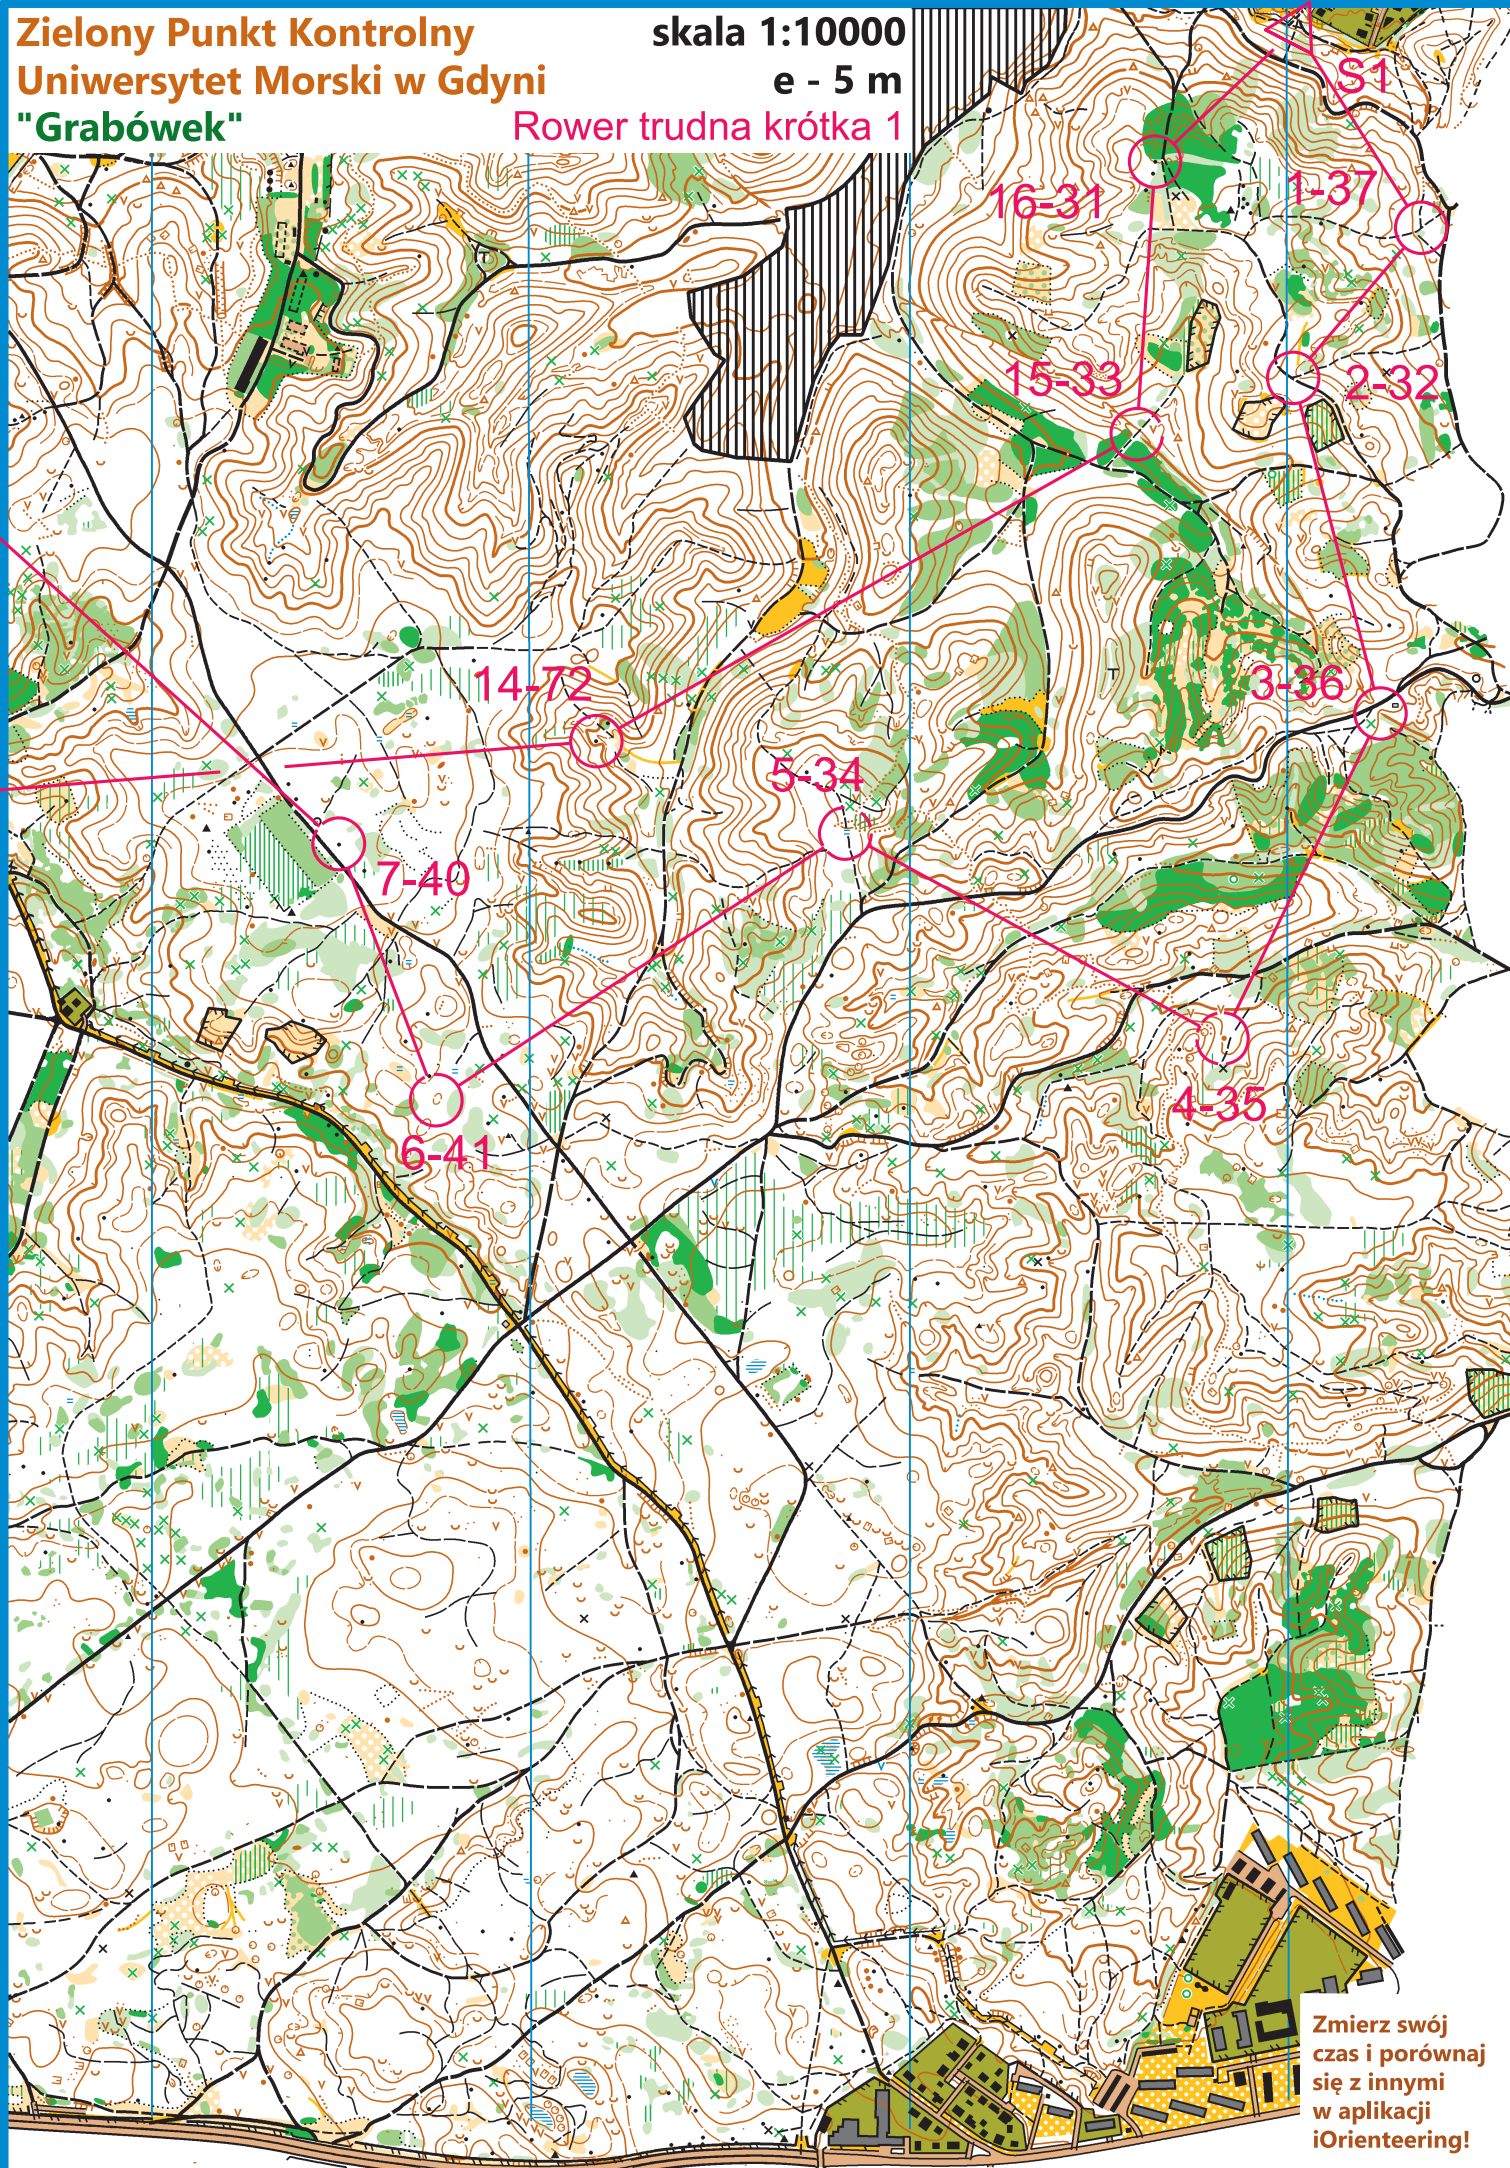 Zielony Punkt Kontrolny
skala 1:10000
Uniwersytet Morski w Gdyni
e - 5 m
"Grabówek"
Rower trudna krótka 1
S1
16-31
1-37
15-33
2-32
14-72
3-36
5-34
7-40
4-35
6-41
Zmierz swój
czas i porównaj
się z innymi
w aplikacji
iOrienteering!